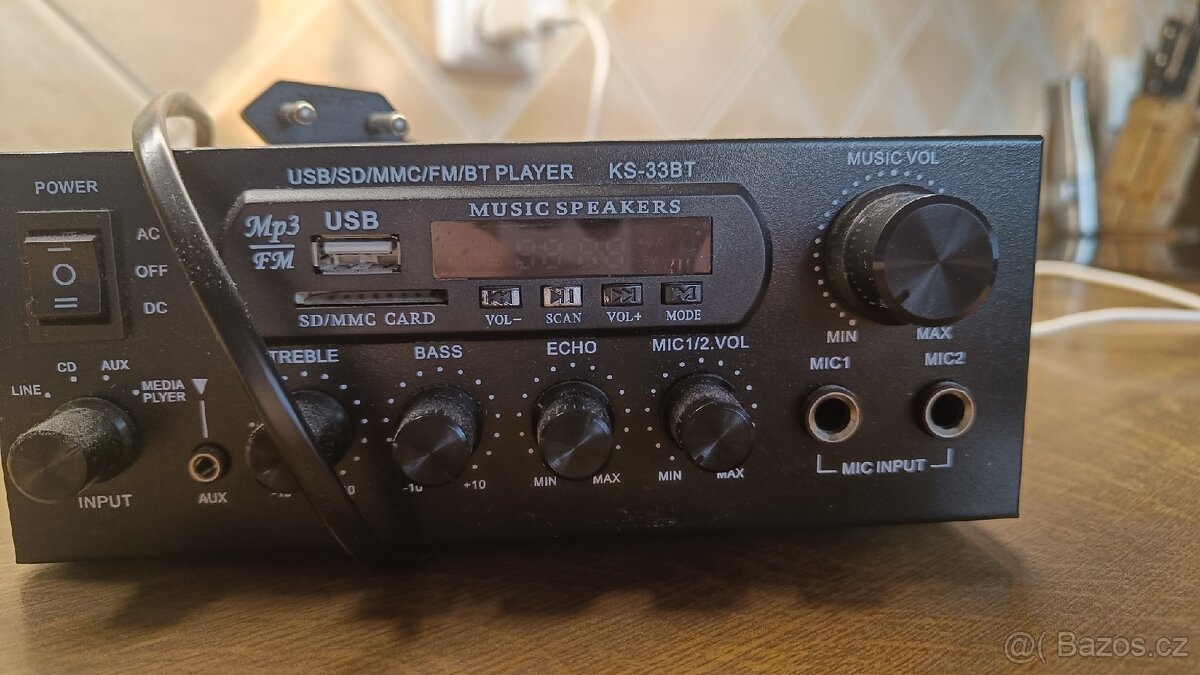 USB/SD/MMC/FM/BT PLAYER KS-33BT
MUSIC VOL
POWER
AC
OFF
DC
Mp3
FM
USB
MUSIC SPEAKERS
SD/MMC CARD
VOL-
SCAN
VOL+
MODE
MIN
MAX
LINE
CD
AUX
MEDIA
PLYER
INPUT
AUX
TREBLE
BASS
-10
+10
ECHO
MIN
MAX
MIC1/2.VOL
MIN
MAX
MIC1
MIC2
MIC INPUT
@( Bazos.cz